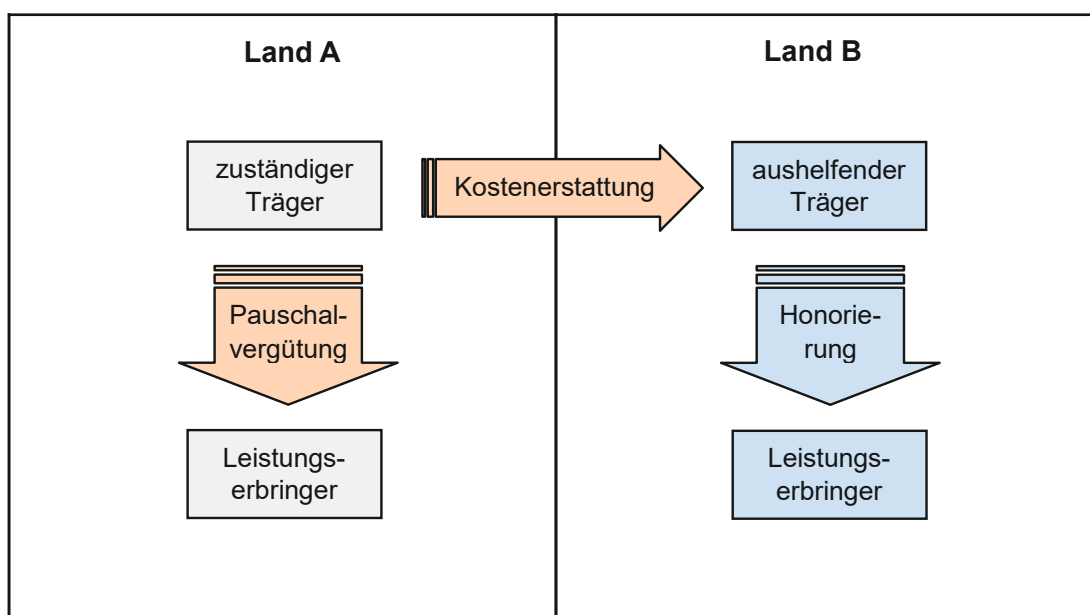 Land A
Land B
zuständiger
Träger
Kostenerstattung
aushelfender
Träger
Pauschal-
vergütung
Honorie-
rung
Leistungs-
erbringer
Leistungs-
erbringer